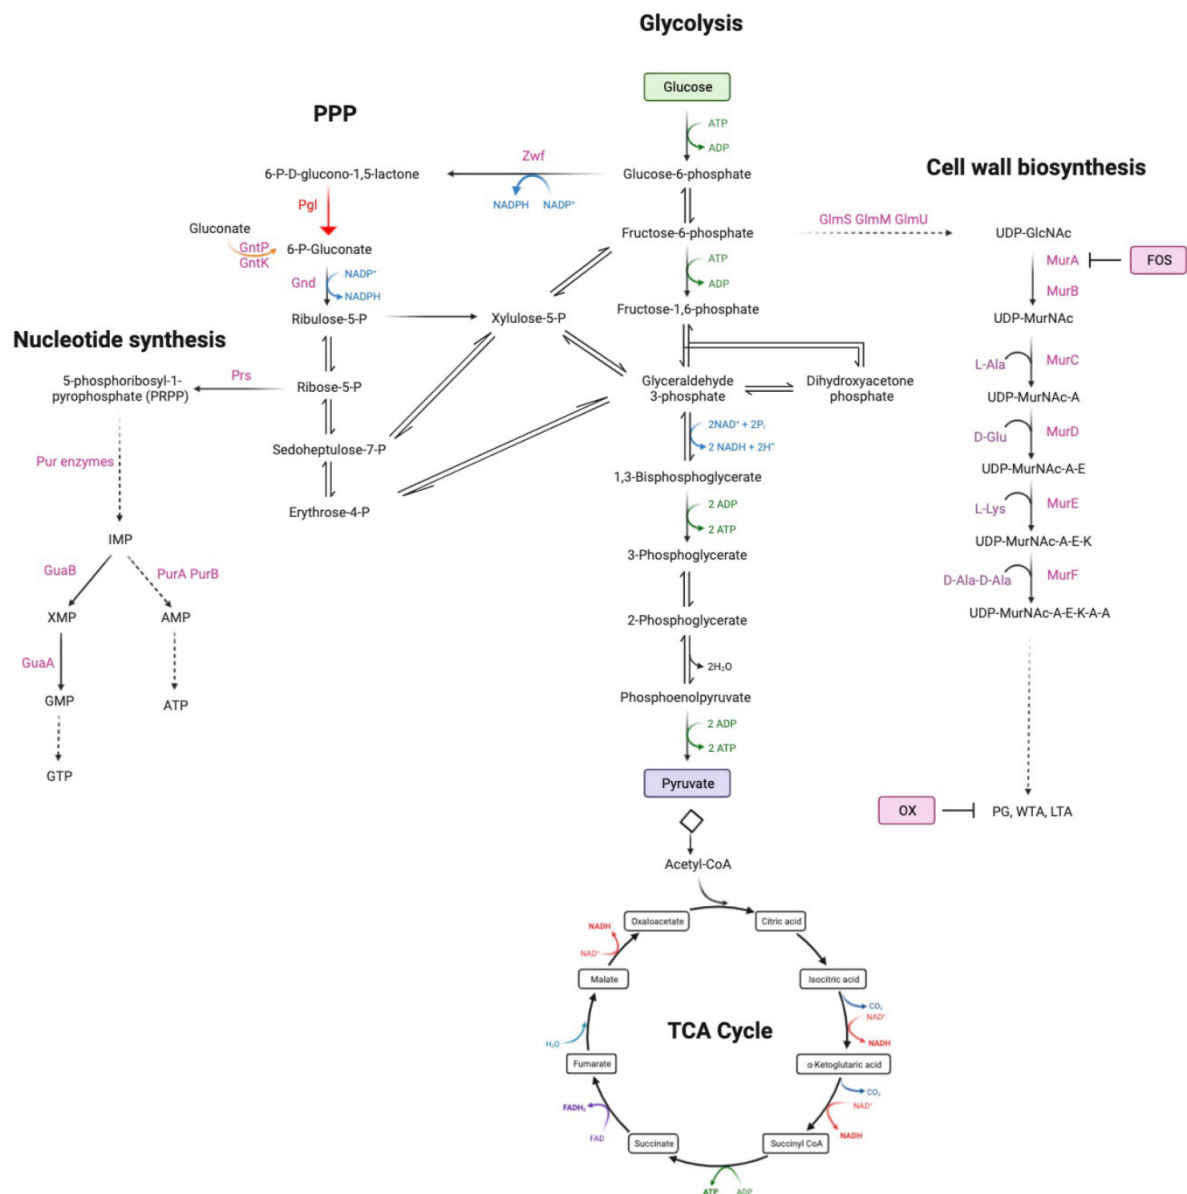 Glycolysis
Glucose
ATP
ADP
PPP
Zwf
6-P-D-glucono-1,5-lactone
NADPH NADP⁺
Glucose-6-phosphate
Cell wall biosynthesis
Pgl
Gluconate
GntP
GntK
6-P-Gluconate
Fructose-6-phosphate
GlmS GlmM GlmU
UDP-GlcNAc
MurA
FOS
MurB
UDP-MurNAc
Gnd
NADP⁺
NADPH
ATP
ADP
Ribulose-5-P
Xylulose-5-P
Fructose-1,6-phosphate
Nucleotide synthesis
5-phosphoribosyl-1-
pyrophosphate (PRPP)
Prs
Ribose-5-P
Glyceraldehyde
3-phosphate
Dihydroxyacetone
phosphate
L-Ala
MurC
UDP-MurNAc-A
Sedoheptulose-7-P
2NAD⁺ + 2Pᵢ
2 NADH + 2H⁺
D-Glu
MurD
UDP-MurNAc-A-E
Pur enzymes
1,3-Bisphosphoglycerate
Erythrose-4-P
2 ADP
2 ATP
L-Lys
MurE
UDP-MurNAc-A-E-K
IMP
3-Phosphoglycerate
GuaB
PurA PurB
D-Ala-D-Ala
MurF
UDP-MurNAc-A-E-K-A-A
XMP
AMP
2-Phosphoglycerate
GuaA
2H₂O
GMP
ATP
Phosphoenolpyruvate
2 ADP
2 ATP
GTP
Pyruvate
OX
PG, WTA, LTA
Acetyl-CoA
Oxaloacetate
Citric acid
NADH
NAD⁺
Malate
Isocitric acid
CO₂
NAD⁺
NADH
TCA Cycle
H₂O
Fumarate
α-Ketoglutaric acid
CO₂
NAD⁺
NADH
FADH₂
FAD
Succinate
Succinyl CoA
ATP ADP